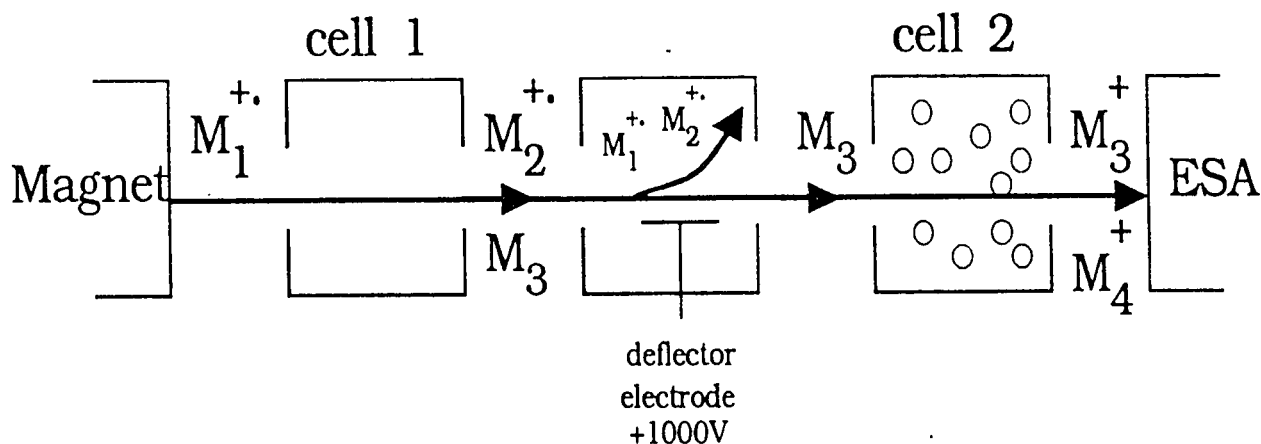 cell 1
cell 2
Magnet
M₁⁺·
M₂⁺·
M₃
M₁⁺· M₂⁺·
M₃
M₃⁺
M₄⁺
ESA
deflector
electrode
+1000V